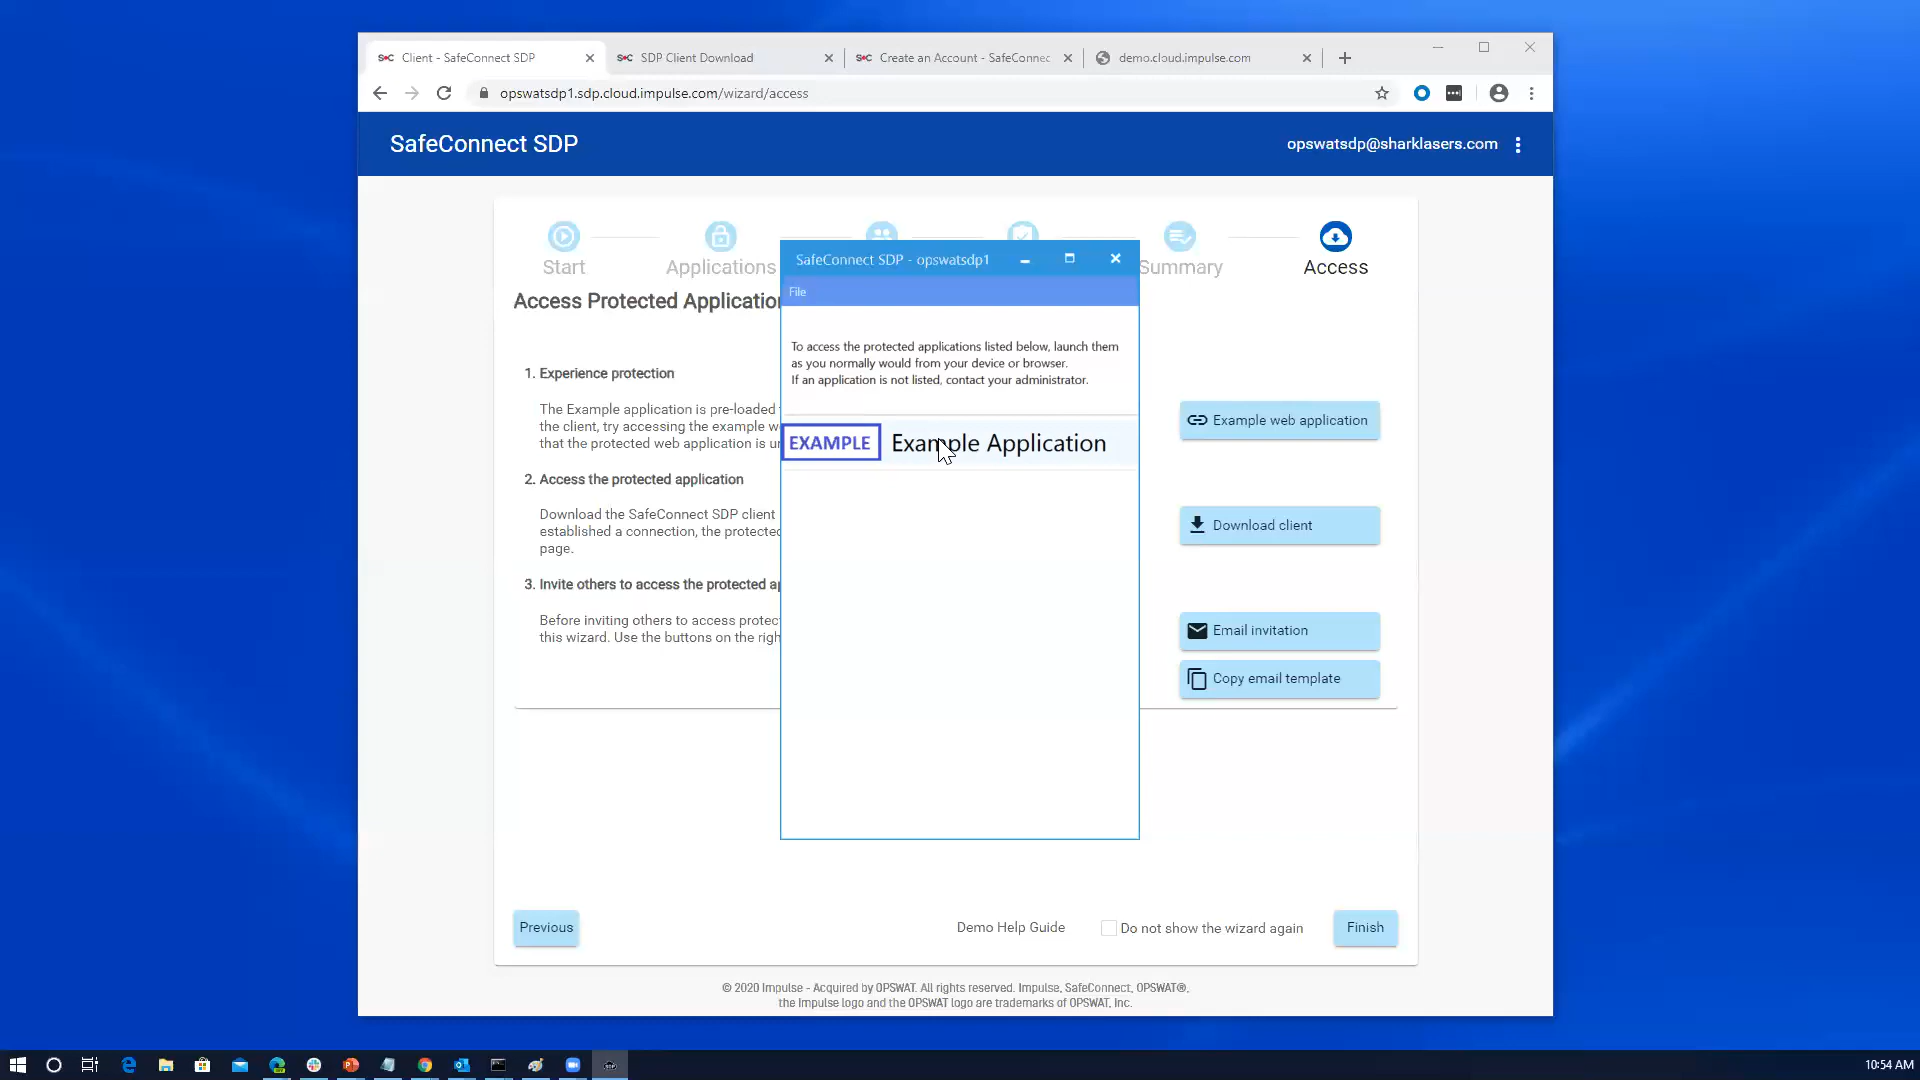 Client - SafeConnect SDP
SDP Client Download
Create an Account - SafeConnec
demo.cloud.impulse.com
opswatsdp1.sdp.cloud.impulse.com/wizard/access
SafeConnect SDP
opswatsdp@sharklasers.com
Start
Applications
Summary
Access
Access Protected Application
SafeConnect SDP - opswatsdp1
File
To access the protected applications listed below, launch them
as you normally would from your device or browser.
If an application is not listed, contact your administrator.
EXAMPLE
Example Application
1. Experience protection
The Example application is pre-loaded
the client, try accessing the example w
that the protected web application is u
Example web application
2. Access the protected application
Download the SafeConnect SDP client
established a connection, the protected
page.
Download client
3. Invite others to access the protected a
Before inviting others to access protec
this wizard. Use the buttons on the righ
Email invitation
Copy email template
Previous
Demo Help Guide
Do not show the wizard again
Finish
© 2020 Impulse - Acquired by OPSWAT. All rights reserved. Impulse, SafeConnect, OPSWAT®,
the Impulse logo and the OPSWAT logo are trademarks of OPSWAT, Inc.
10:54 AM